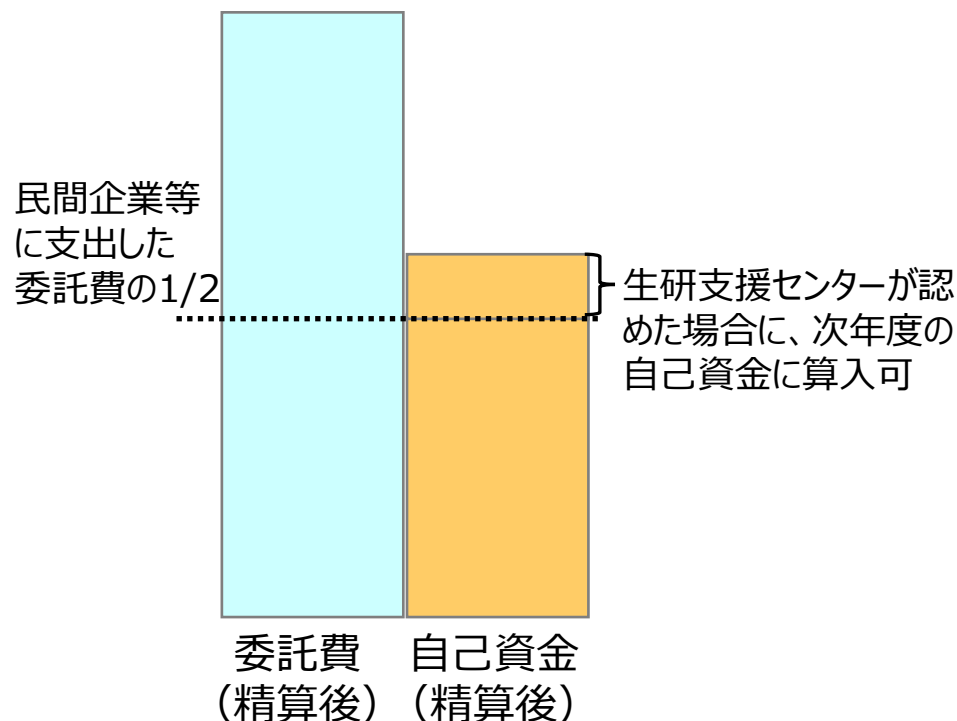 民間企業等
に支出した
委託費の1/2
生研支援センターが認
めた場合に、次年度の
自己資金に算入可
委託費
（精算後）
自己資金
（精算後）